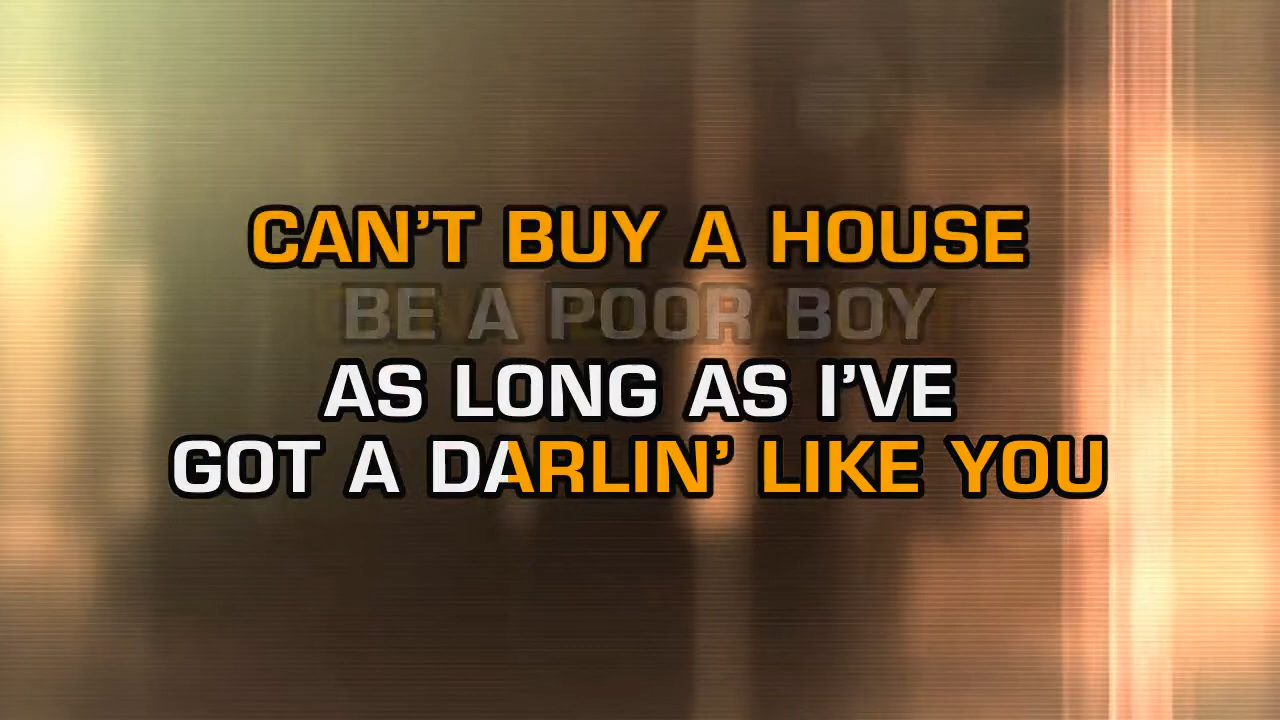 CAN'T BUY A HOUSE
BE A POOR BOY
AS LONG AS I'VE
GOT A DARLIN' LIKE YOU